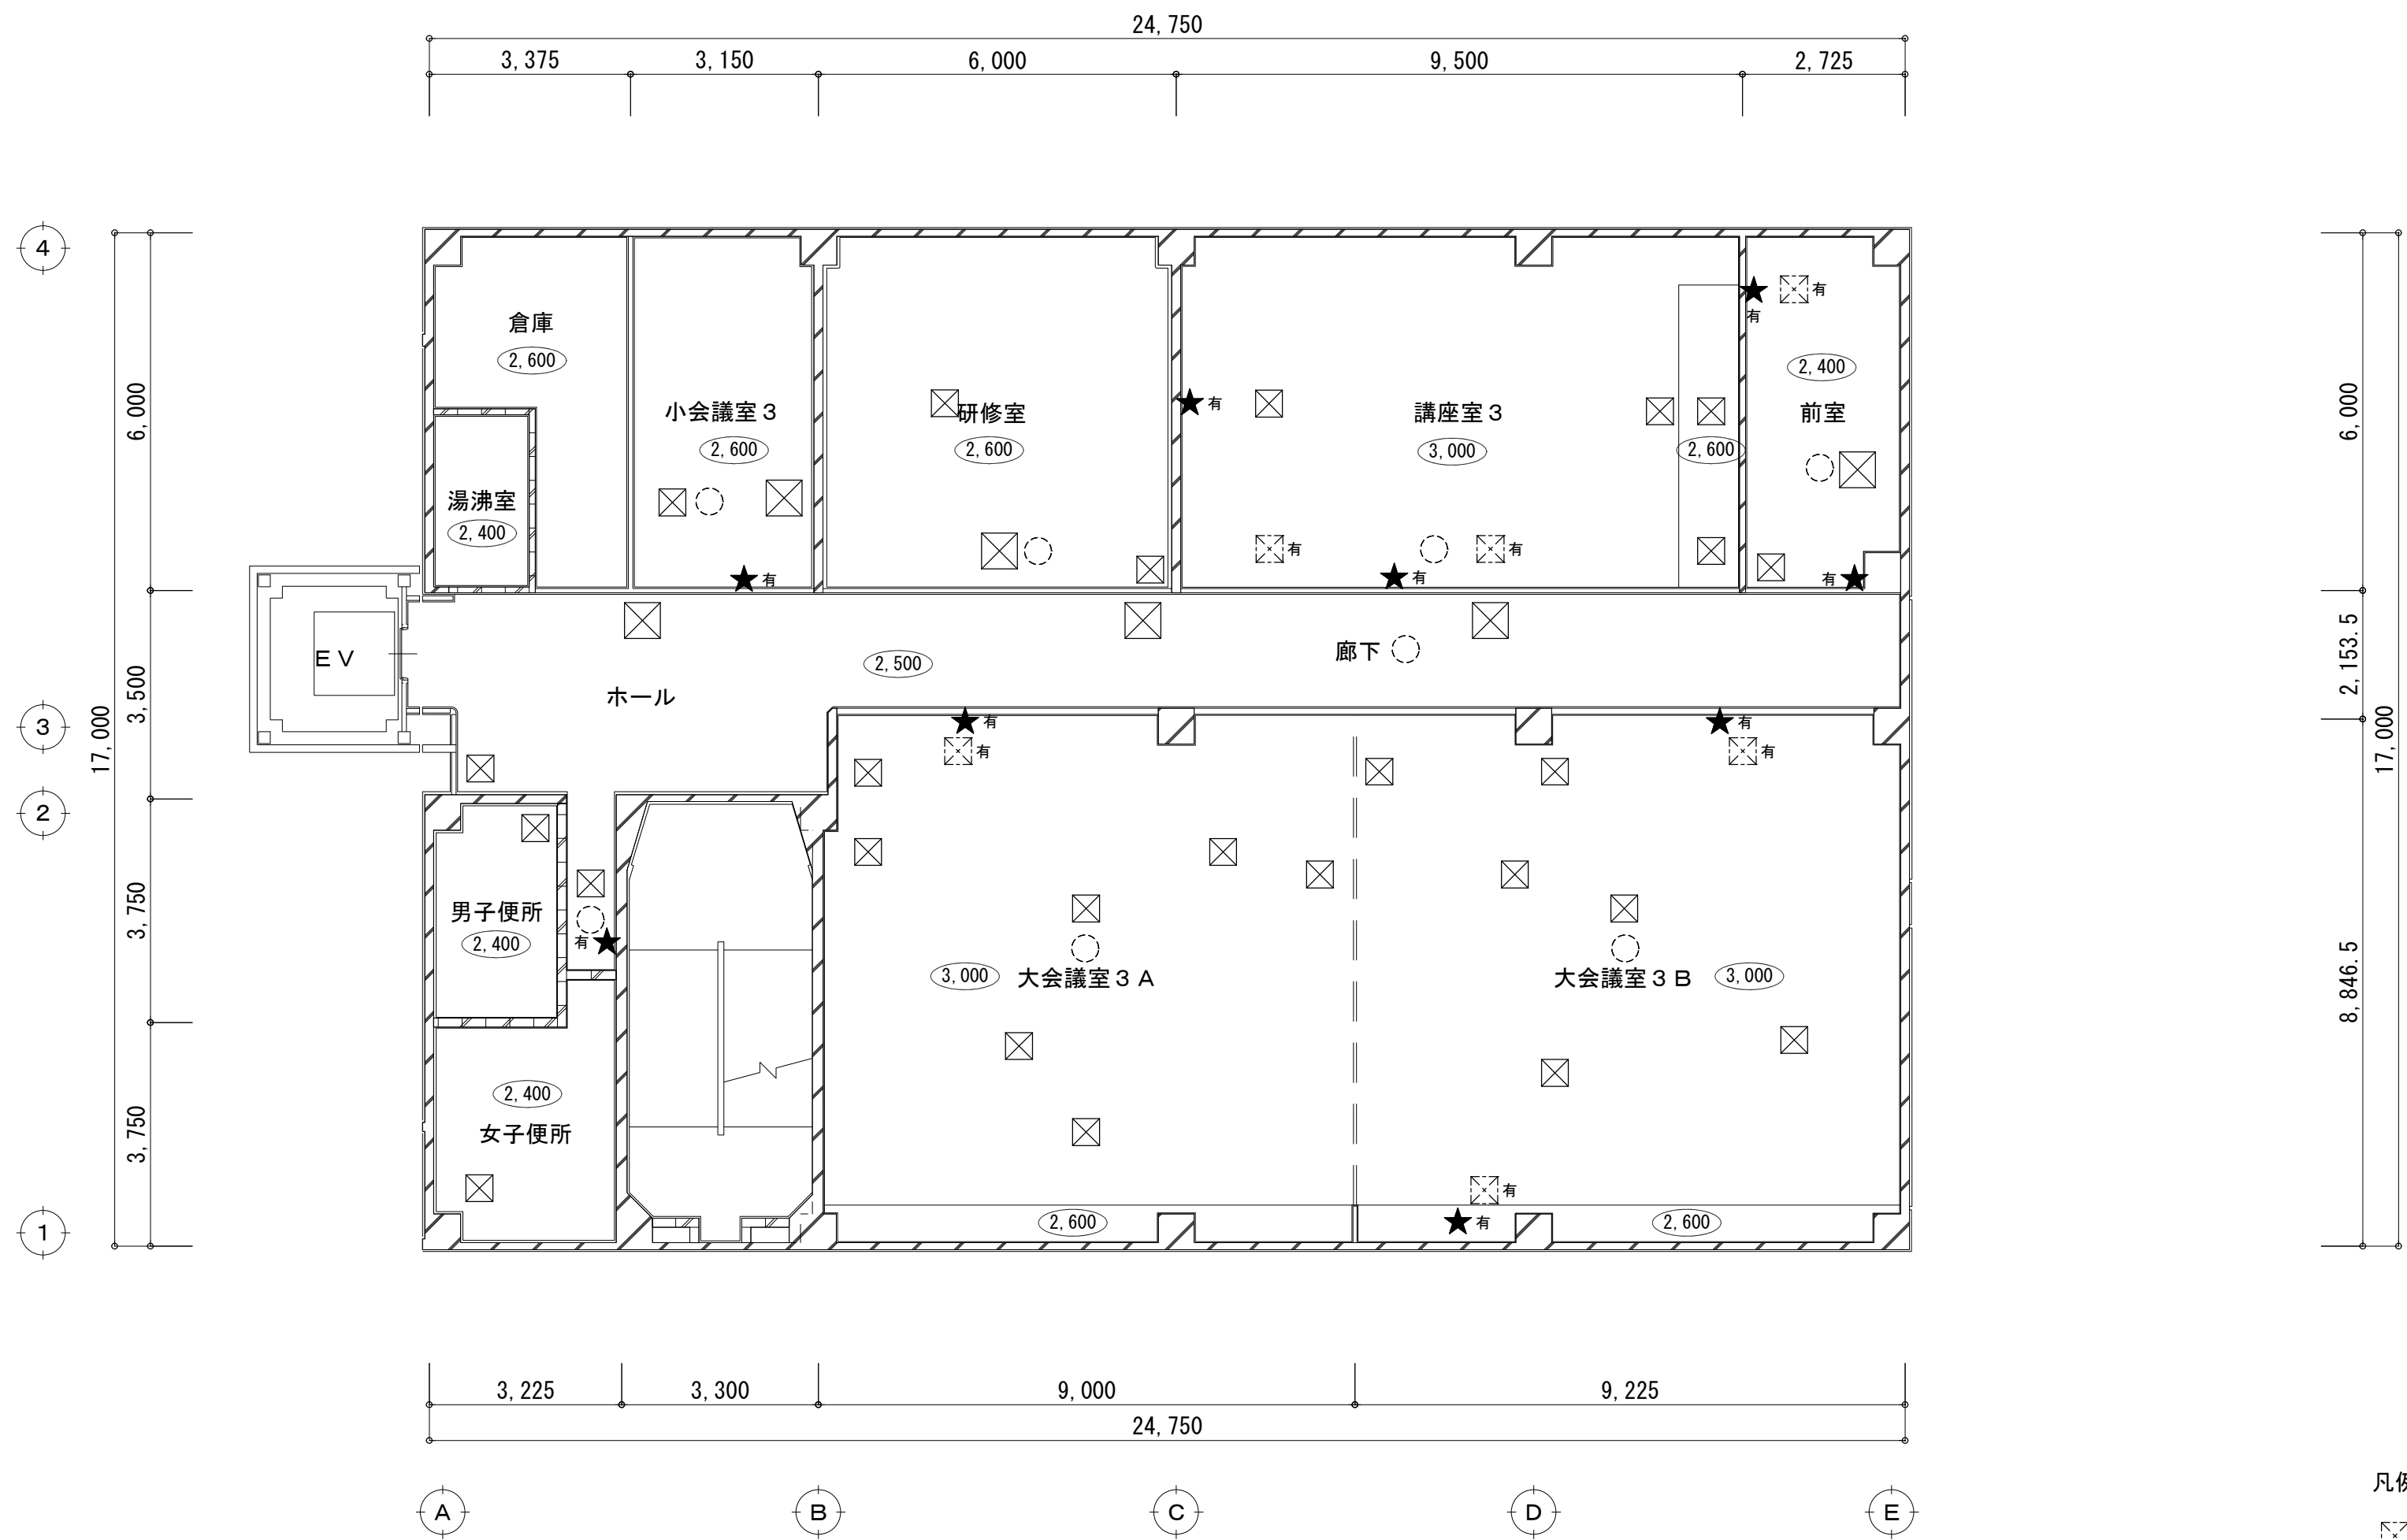 24,750
3,375
3,150
6,000
9,500
2,725
4
有
有
倉庫
2,600
2,400
6,000
6,000
小会議室3
研修室
有
講座室3
前室
2,600
2,600
3,000
2,600
湯沸室
2,400
有
有
有
有
有
EV
2,500
廊下
2,153.5
3,500
ホール
3
17,000
17,000
有
有
有
有
2
3,750
男子便所
2,400
有
3,000
大会議室3A
大会議室3B
3,000
8,846.5
2,400
女子便所
3,750
有
2,600
有
2,600
1
3,225
3,300
9,000
9,225
24,750
A
B
C
D
E